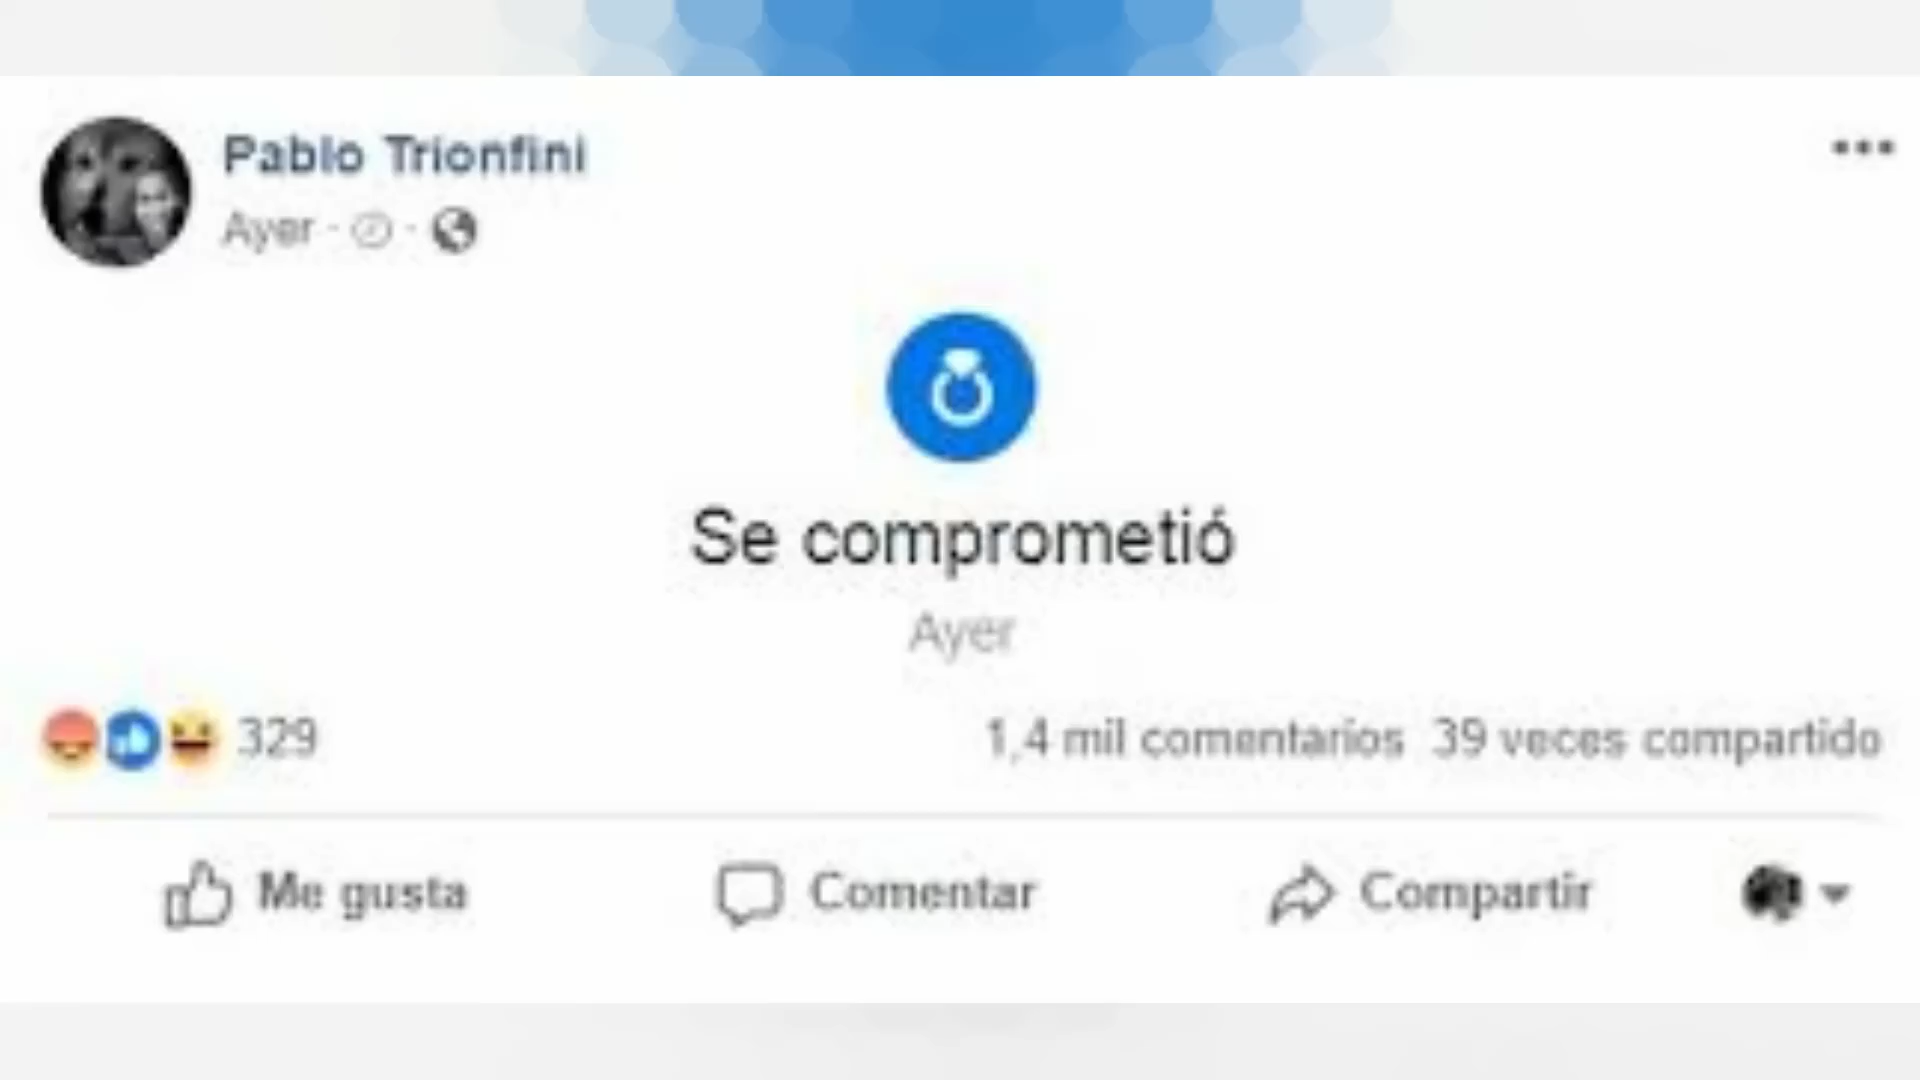 Pablo Trionfini
Ayer
Se comprometió
Ayer
329
1,4 mil comentarios 39 veces compartido
Me gusta
Comentar
Compartir